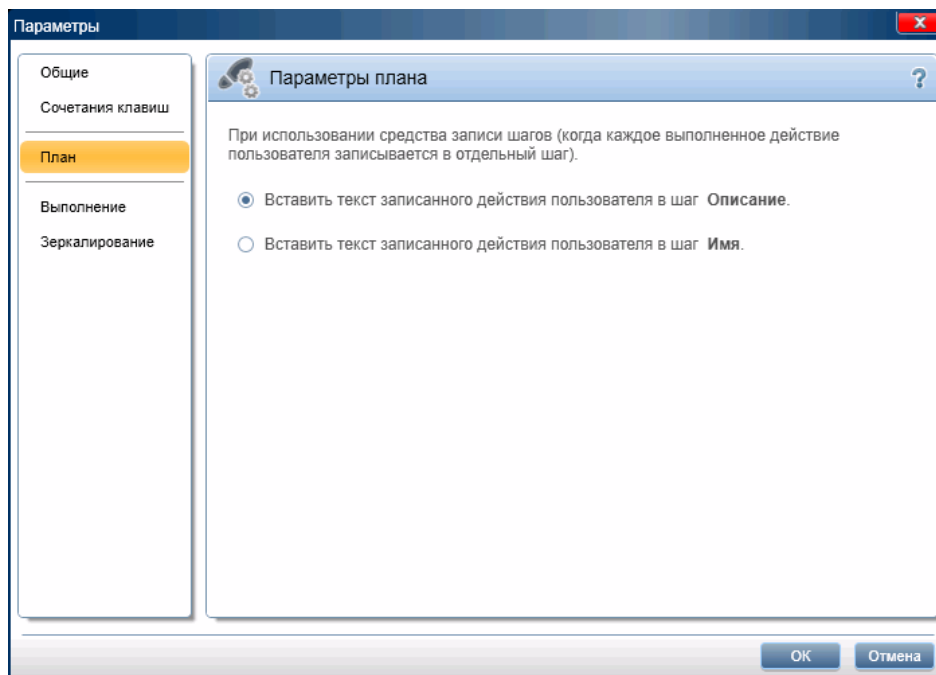 Параметры
Общие
Сочетания клавиш
План
Выполнение
Зеркалирование
Параметры плана
?
При использовании средства записи шагов (когда каждое выполненное действие
пользователя записывается в отдельный шаг).
Вставить текст записанного действия пользователя в шаг Описание.
Вставить текст записанного действия пользователя в шаг Имя.
ОК
Отмена